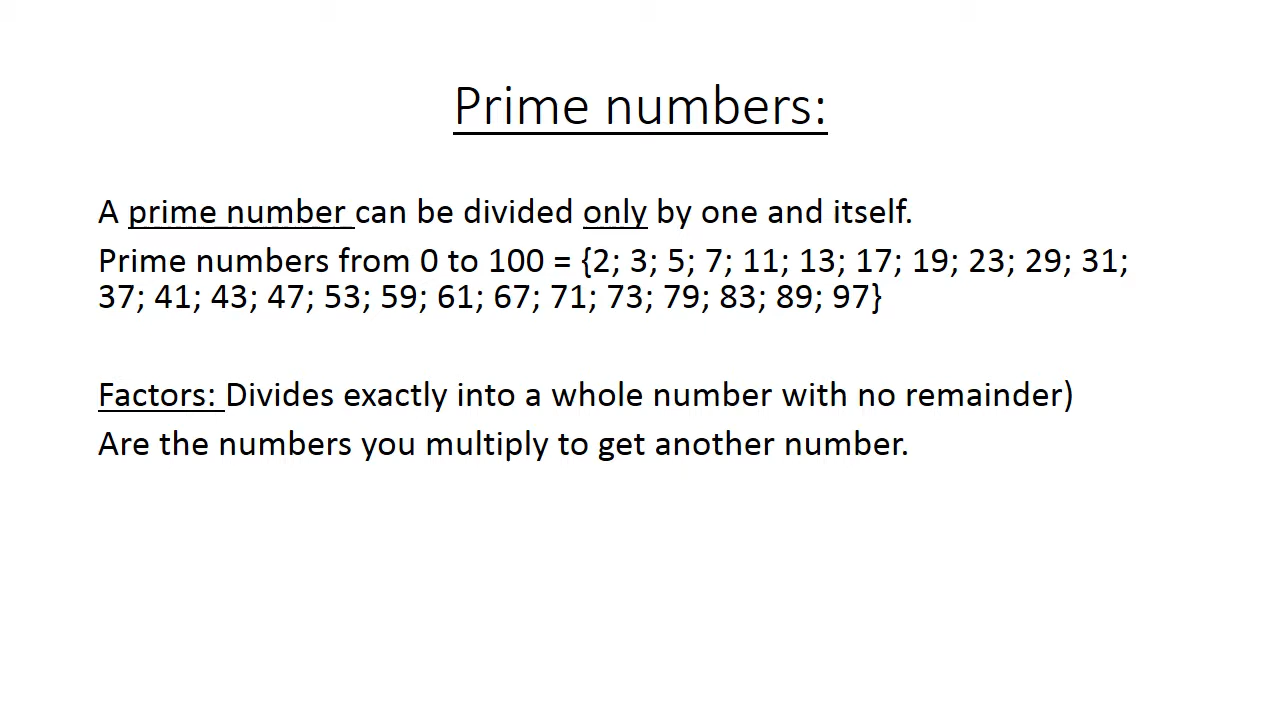 Prime numbers:
A prime number can be divided only by one and itself.
Prime numbers from 0 to 100 = {2; 3; 5; 7; 11; 13; 17; 19; 23; 29; 31;
37; 41; 43; 47; 53; 59; 61; 67; 71; 73; 79; 83; 89; 97}
Factors: Divides exactly into a whole number with no remainder)
Are the numbers you multiply to get another number.